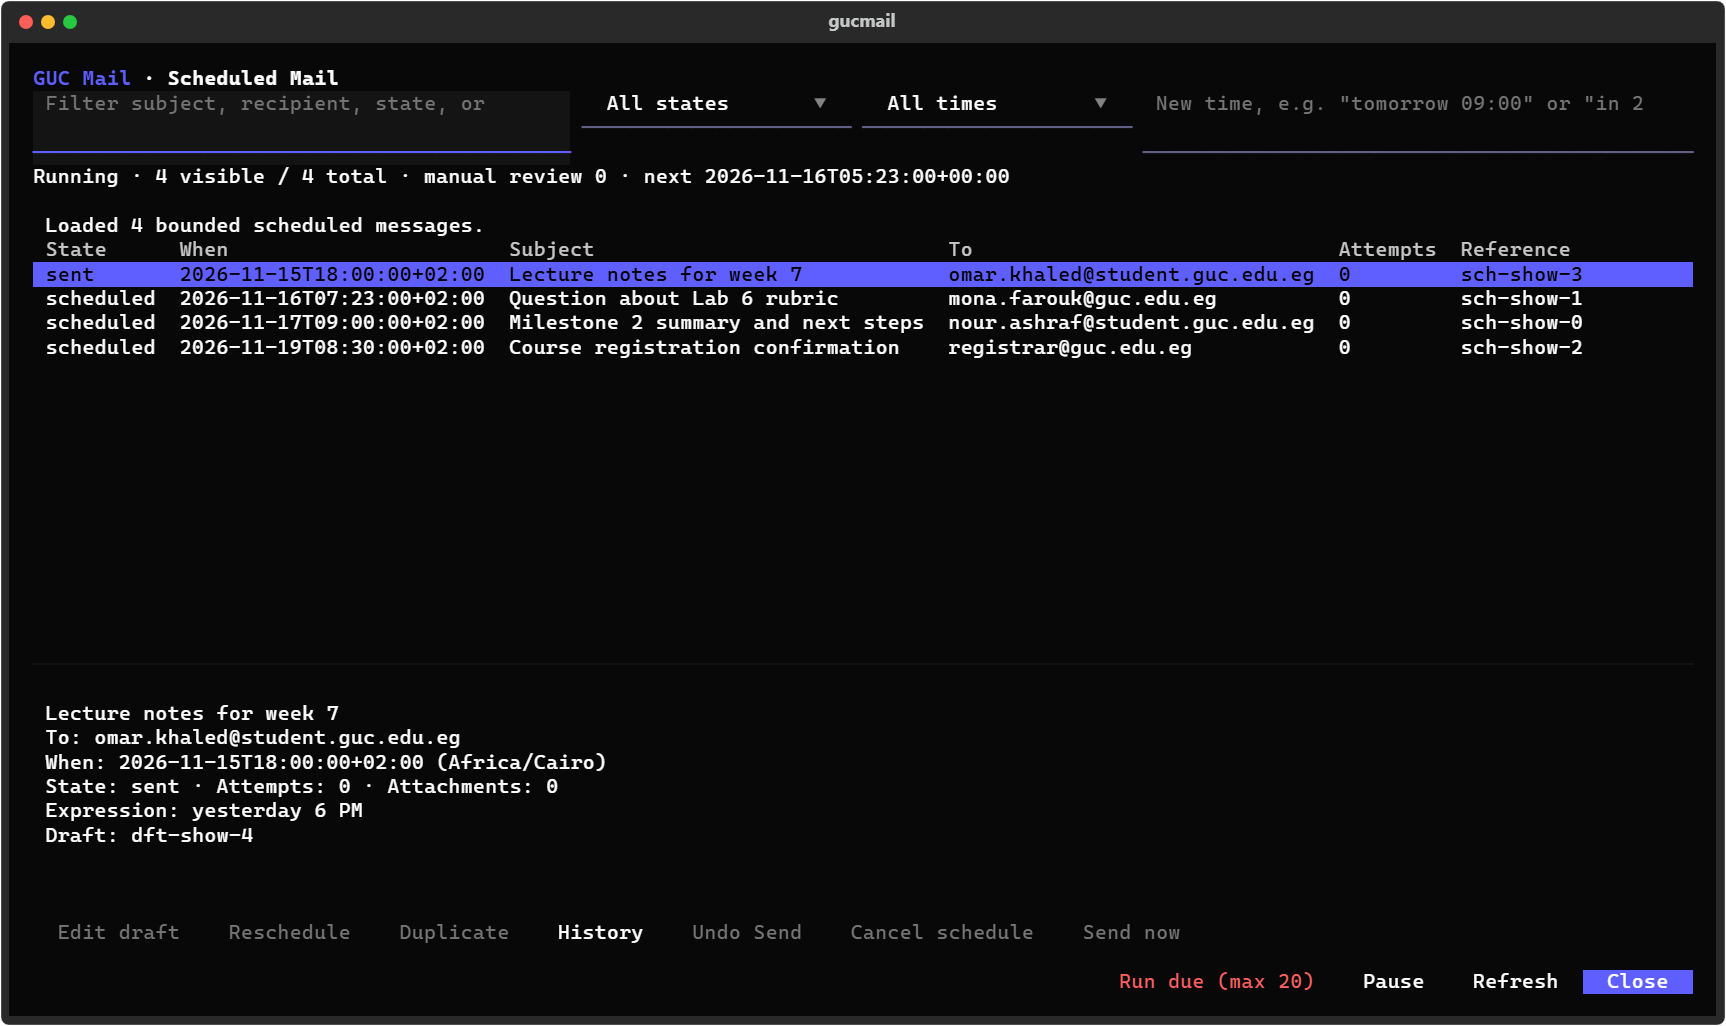 gucmail
GUC Mail · Scheduled Mail
Filter subject, recipient, state, or
All states ▼
All times ▼
New time, e.g. "tomorrow 09:00" or "in 2
Running · 4 visible / 4 total · manual review 0 · next 2026-11-16T05:23:00+00:00
Loaded 4 bounded scheduled messages.
State When Subject To Attempts Reference
sent 2026-11-15T18:00:00+02:00 Lecture notes for week 7 omar.khaled@student.guc.edu.eg 0 sch-show-3
scheduled 2026-11-16T07:23:00+02:00 Question about Lab 6 rubric mona.farouk@guc.edu.eg 0 sch-show-1
scheduled 2026-11-17T09:00:00+02:00 Milestone 2 summary and next steps nour.ashraf@student.guc.edu.eg 0 sch-show-0
scheduled 2026-11-19T08:30:00+02:00 Course registration confirmation registrar@guc.edu.eg 0 sch-show-2
Lecture notes for week 7
To: omar.khaled@student.guc.edu.eg
When: 2026-11-15T18:00:00+02:00 (Africa/Cairo)
State: sent · Attempts: 0 · Attachments: 0
Expression: yesterday 6 PM
Draft: dft-show-4
Edit draft Reschedule Duplicate History Undo Send Cancel schedule Send now
Run due (max 20) Pause Refresh Close